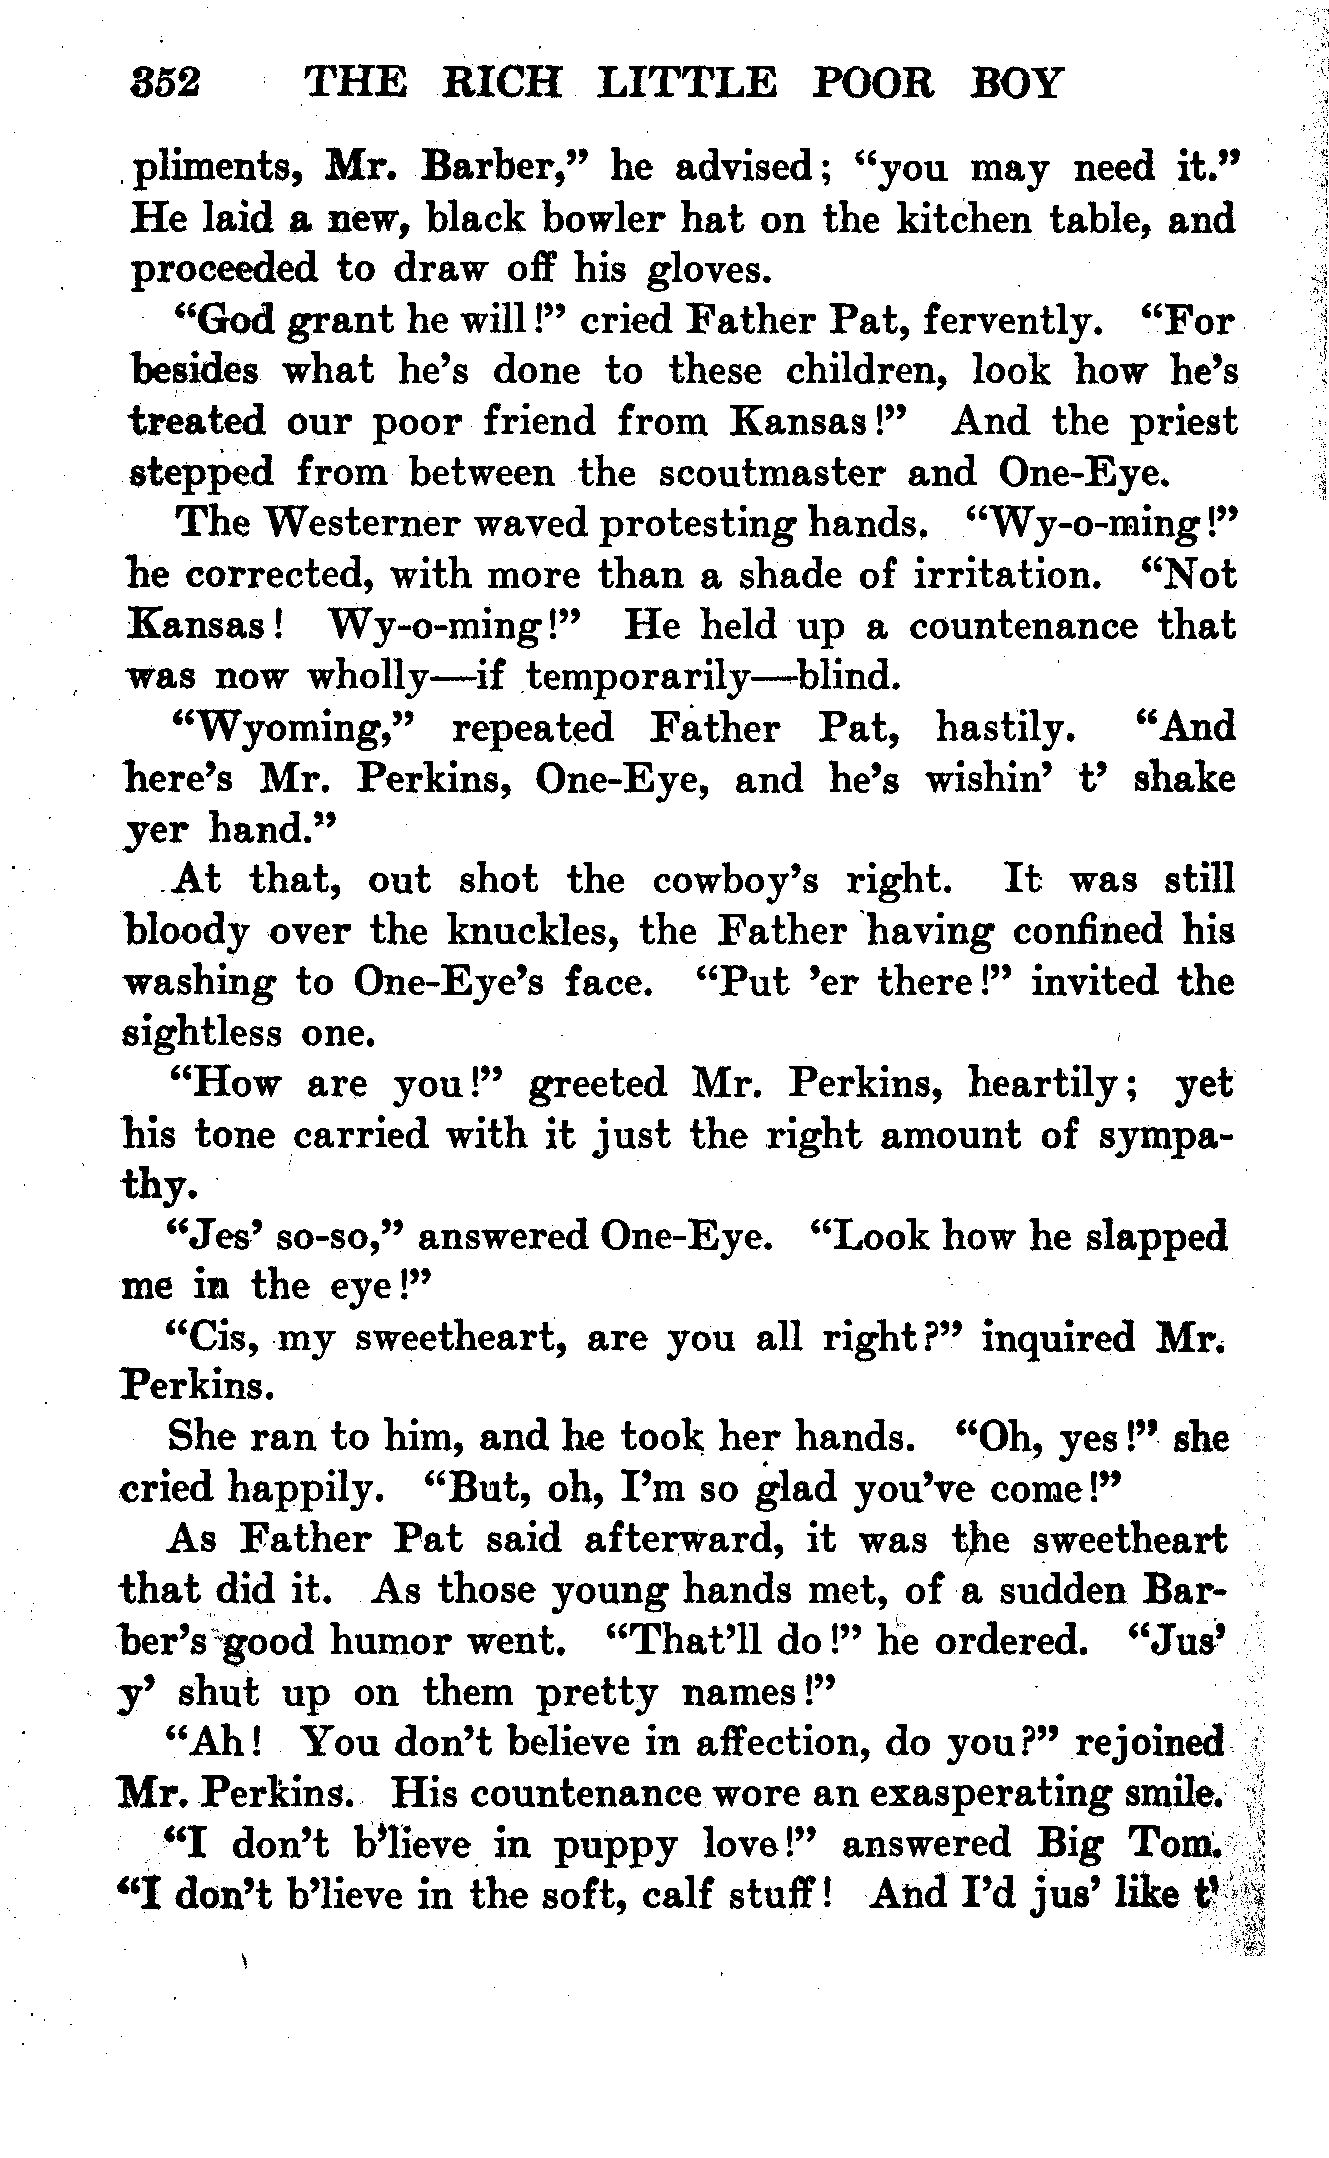 352 THE RICH LITTLE POOR BOY
pliments, Mr. Barber,” he advised; “you may need it.”
He laid a new, black bowler hat on the kitchen table, and
proceeded to draw off his gloves.
“God grant he will!” cried Father Pat, fervently. “For
besides what he’s done to these children, look how he’s
treated our poor friend from Kansas!” And the priest
stepped from between the scoutmaster and One-Eye.
The Westerner waved protesting hands. “Wy-o-ming!”
he corrected, with more than a shade of irritation. “Not
Kansas! Wy-o-ming!” He held up a countenance that
was now wholly—if temporarily—blind.
“Wyoming,” repeated Father Pat, hastily. “And
here’s Mr. Perkins, One-Eye, and he’s wishin’ t’ shake
yer hand.”
At that, out shot the cowboy’s right. It was still
bloody over the knuckles, the Father having confined his
washing to One-Eye’s face. “Put ’er there!” invited the
sightless one.
“How are you!” greeted Mr. Perkins, heartily; yet
his tone carried with it just the right amount of sympa-
thy.
“Jes’ so-so,” answered One-Eye. “Look how he slapped
me in the eye!”
“Cis, my sweetheart, are you all right?” inquired Mr.
Perkins.
She ran to him, and he took her hands. “Oh, yes!” she
cried happily. “But, oh, I’m so glad you’ve come!”
As Father Pat said afterward, it was the sweetheart
that did it. As those young hands met, of a sudden Bar-
ber’s good humor went. “That’ll do!” he ordered. “Jus’
y’ shut up on them pretty names!”
“Ah! You don’t believe in affection, do you?” rejoined
Mr. Perkins. His countenance wore an exasperating smile.
“I don’t b’lieve in puppy love!” answered Big Tom.
“I don’t b’lieve in the soft, calf stuff! And I’d jus’ like t’